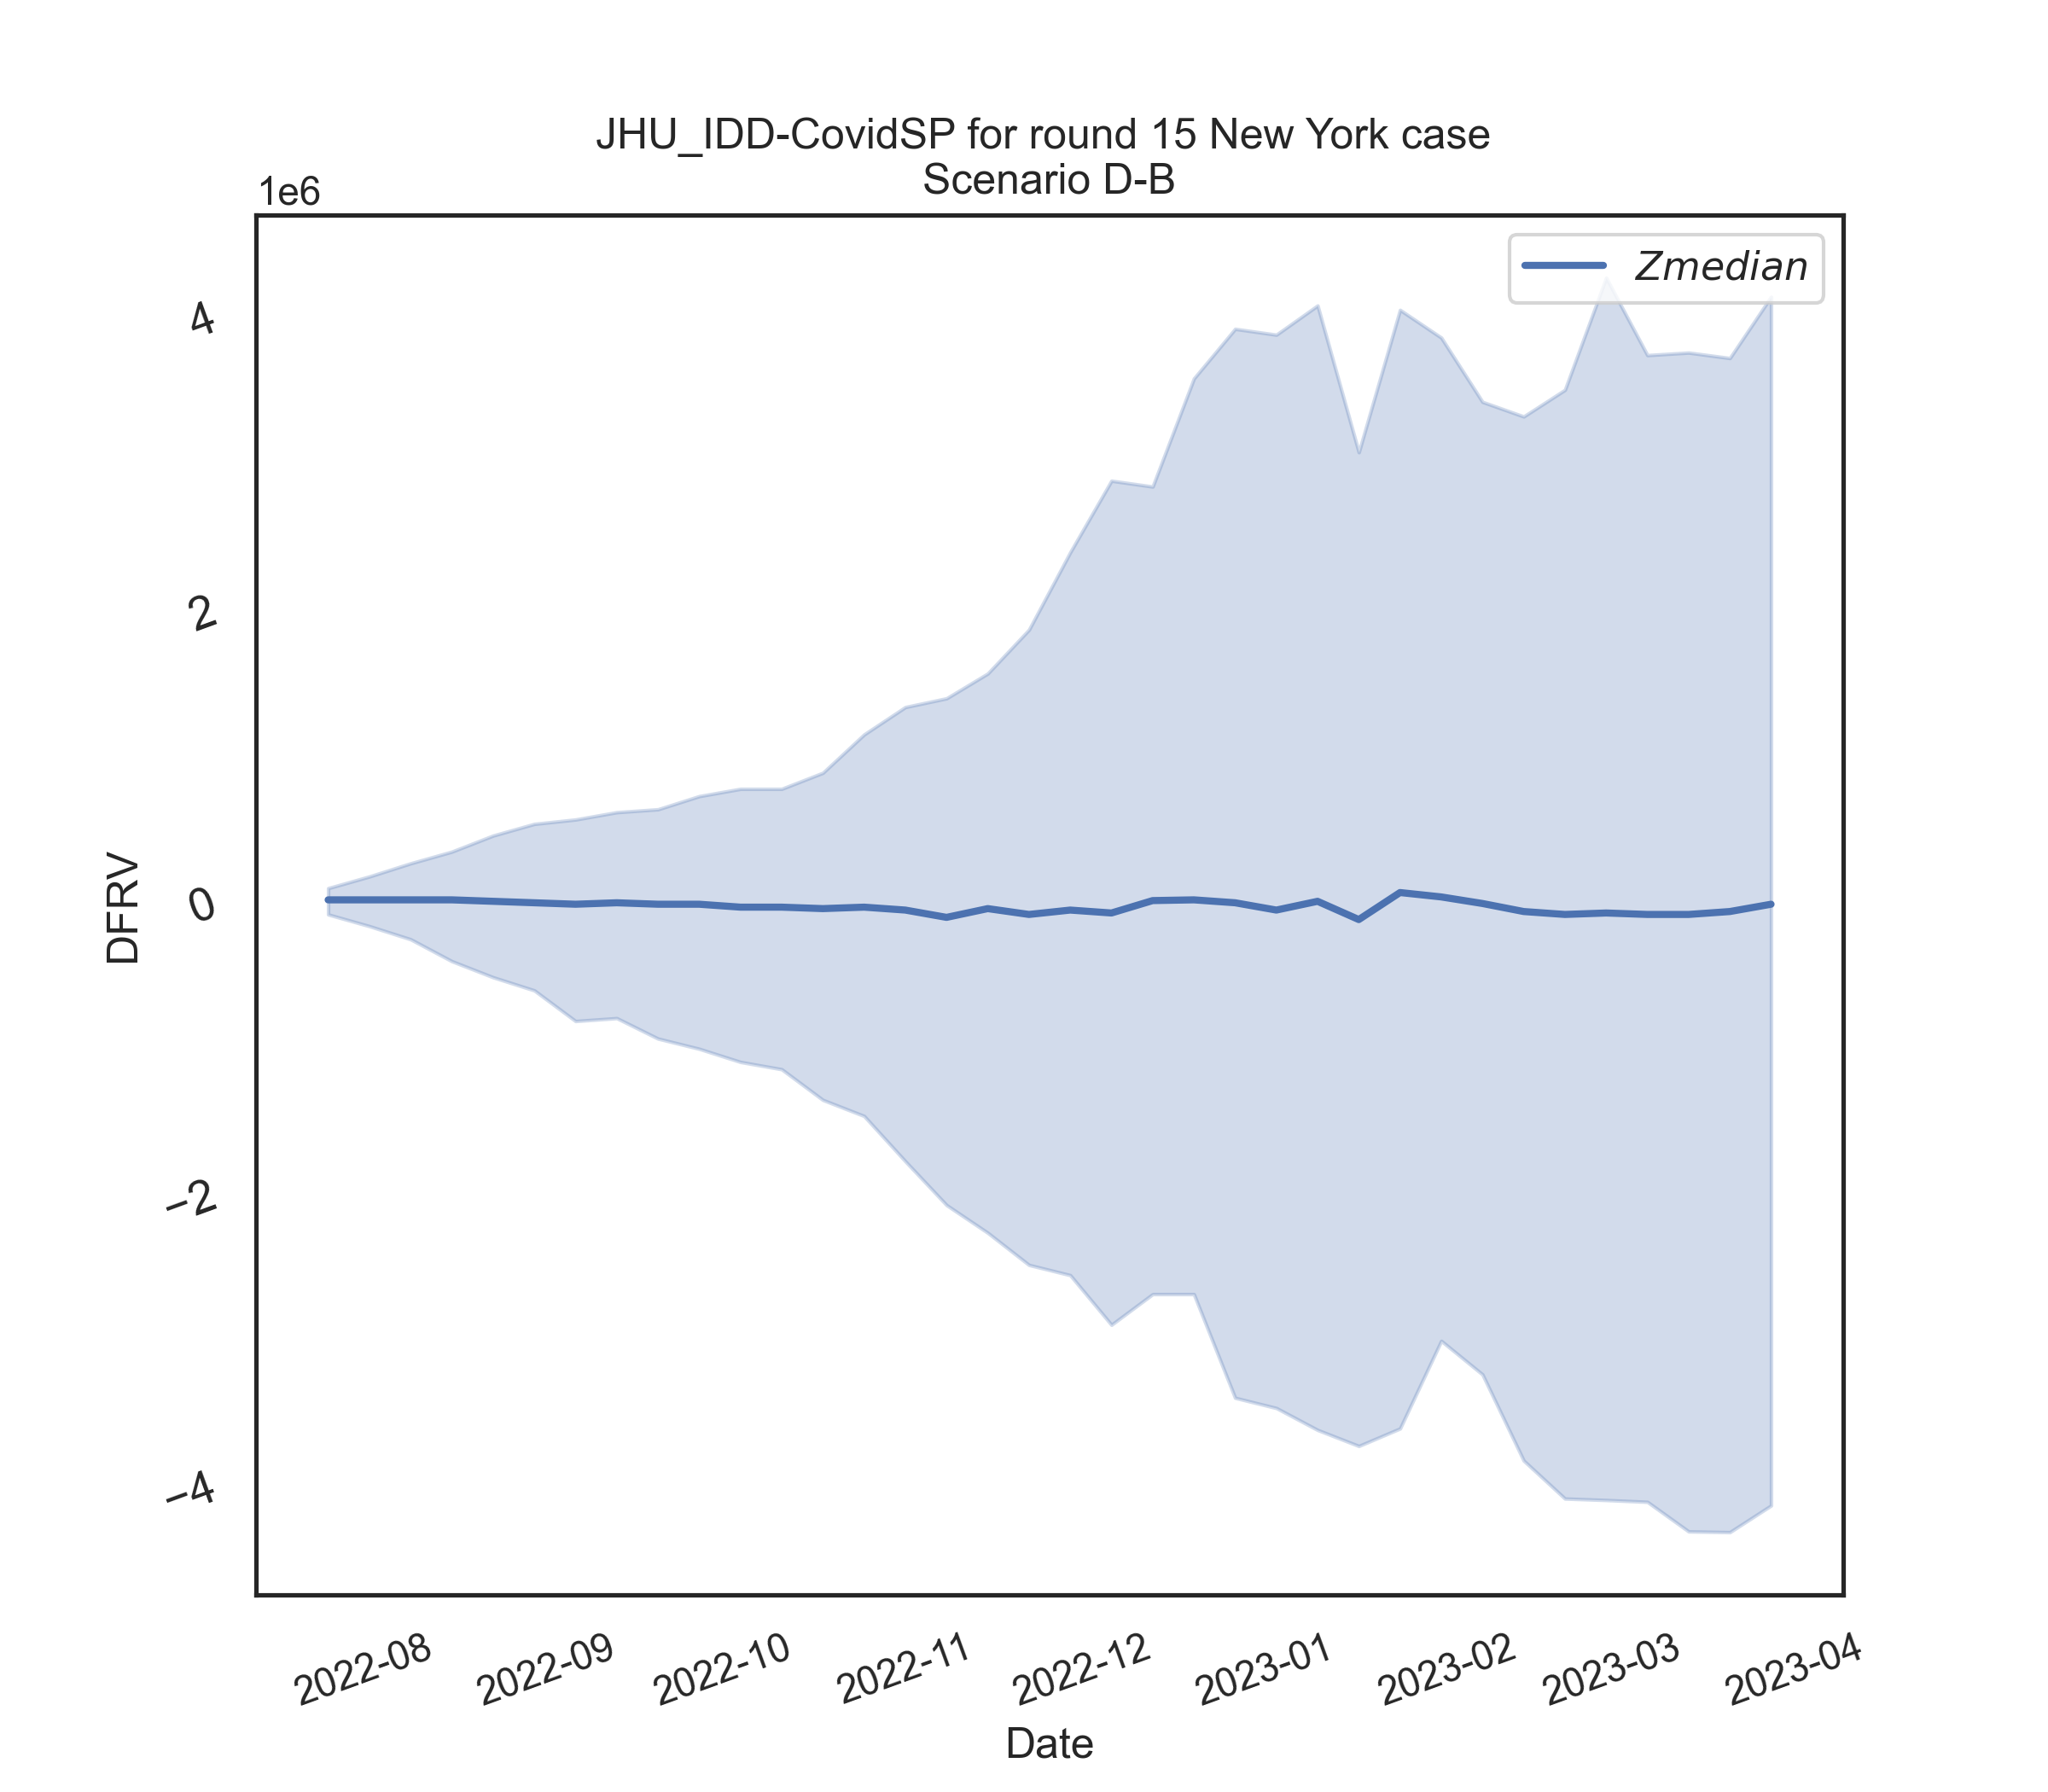 JHU_IDD-CovidSP for round 15 New York case
Scenario D-B
1e6
Zmedian
4
2
0
−2
−4
DFRV
2022-08
2022-09
2022-10
2022-11
2022-12
2023-01
2023-02
2023-03
2023-04
Date